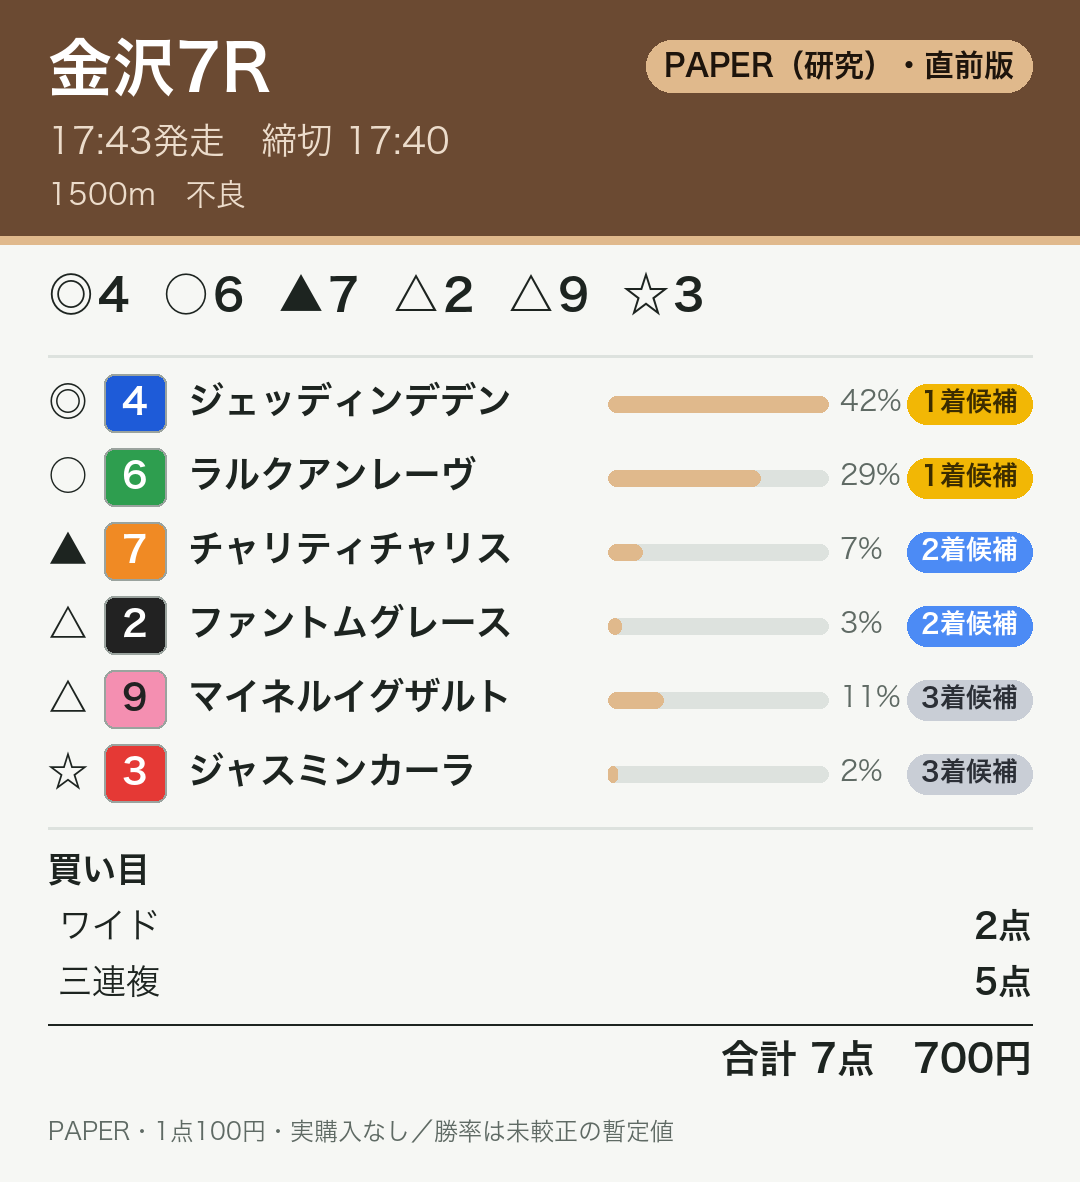 金沢7R
PAPER（研究）・直前版
17:43発走　締切 17:40
1500m　不良
◎4 ○6 ▲7 △2 △9 ☆3
◎ 4 ジェッディンデデン 42% 1着候補
○ 6 ラルクアンレーヴ 29% 1着候補
▲ 7 チャリティチャリス 7% 2着候補
△ 2 ファントムグレース 3% 2着候補
△ 9 マイネルイグザルト 11% 3着候補
☆ 3 ジャスミンカーラ 2% 3着候補
買い目
ワイド 2点
三連複 5点
合計 7点　700円
PAPER・1点100円・実購入なし／勝率は未較正の暫定値